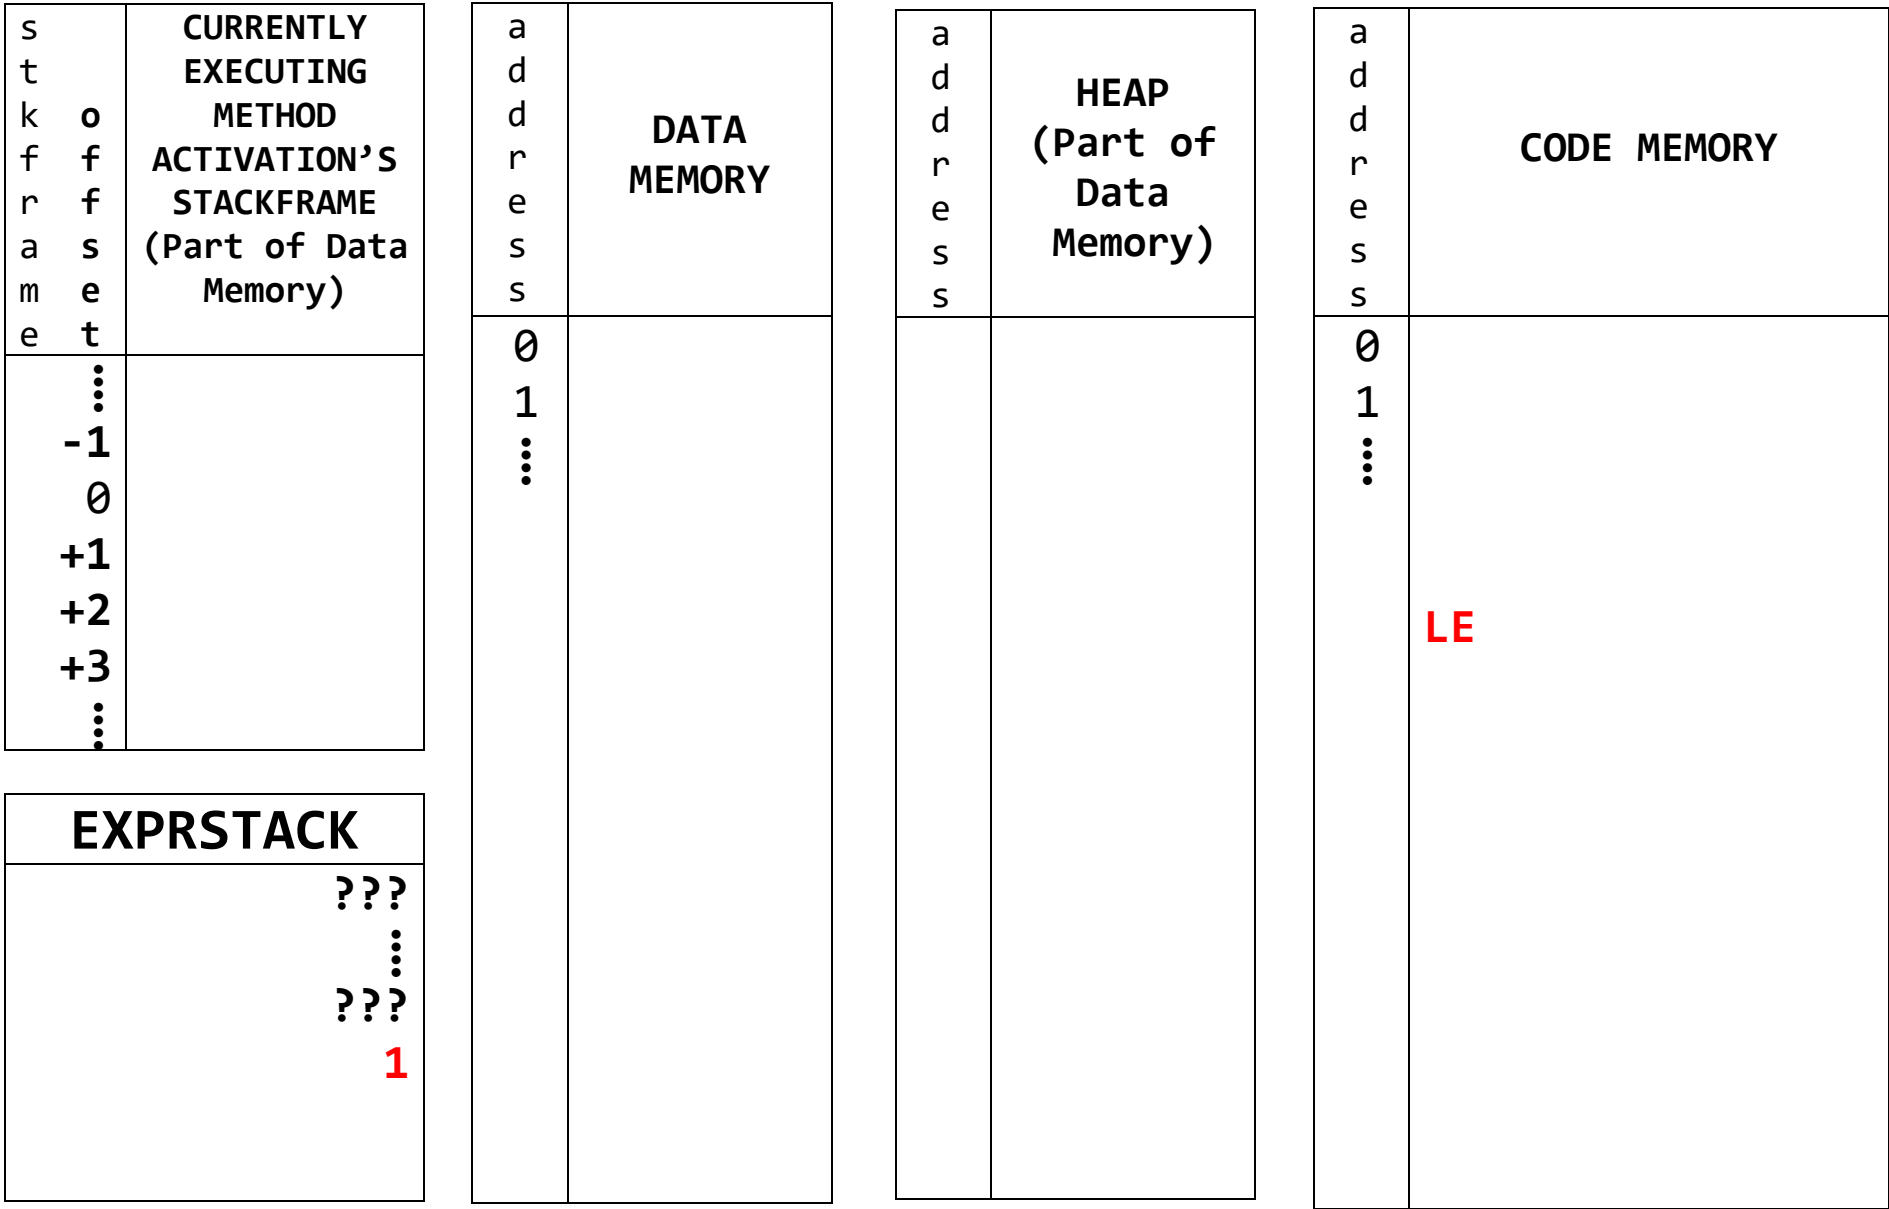 stkframe
offset
CURRENTLY
EXECUTING
METHOD
ACTIVATION’S
STACKFRAME
(Part of Data
Memory)
⋮
-1
0
+1
+2
+3
⋮
EXPRSTACK
???
⋮
???
1
address
DATA
MEMORY
0
1
⋮
address
HEAP
(Part of
Data
Memory)
address
CODE MEMORY
0
1
⋮
LE